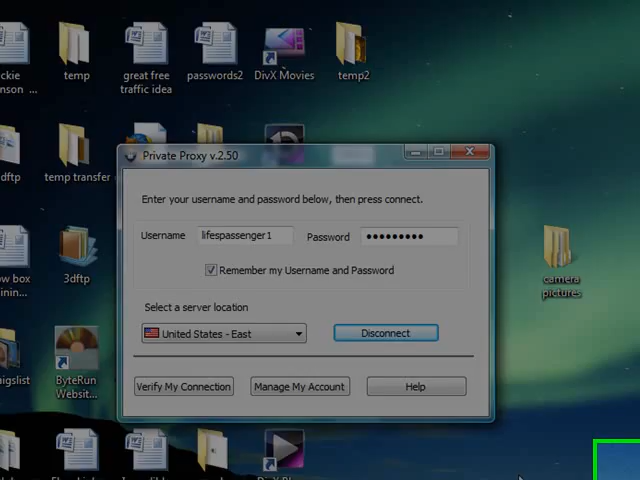 ckie
nson ...
temp
great free
traffic idea
passwords2
DivX Movies
temp2
dftp
temp transfer
Private Proxy v.2.50
Enter your username and password below, then press connect.
Username
lifespassenger1
Password
Remember my Username and Password
Select a server location
United States - East
Disconnect
Verify My Connection
Manage My Account
Help
3dftp
camera
pictures
ow box
inin...
aigslist
ByteRun
Websit...